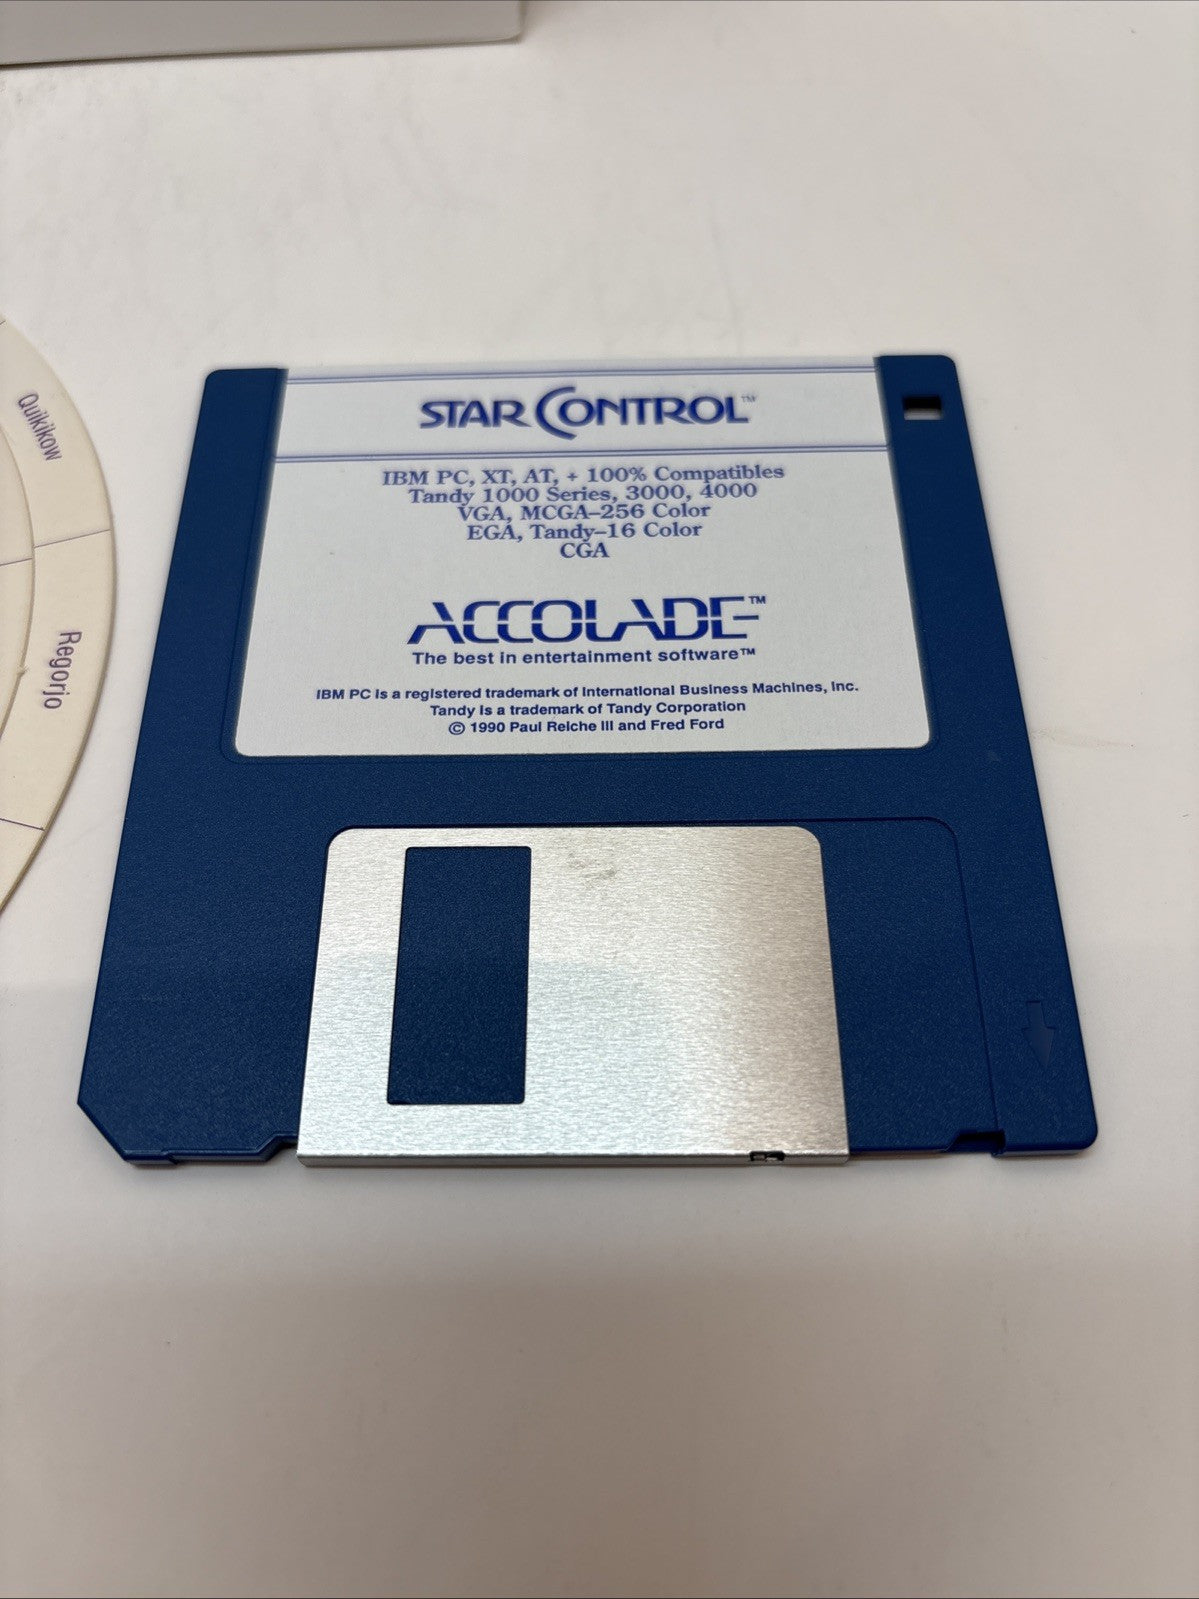 STAR CONTROL™
IBM PC, XT, AT, + 100% Compatibles
Tandy 1000 Series, 3000, 4000
VGA, MCGA–256 Color
EGA, Tandy–16 Color
CGA
ACCOLADE™
The best in entertainment software™
IBM PC is a registered trademark of International Business Machines, Inc.
Tandy is a trademark of Tandy Corporation
© 1990 Paul Reiche III and Fred Ford
Quikikow
Regorjo